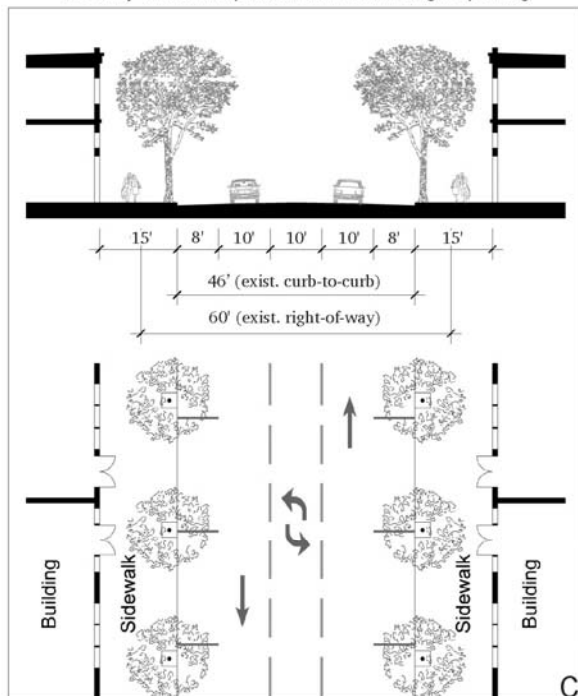 15' 8' 10' 10' 10' 8' 15'
46' (exist. curb-to-curb)
60' (exist. right-of-way)
Building
Sidewalk
Sidewalk
Building
C